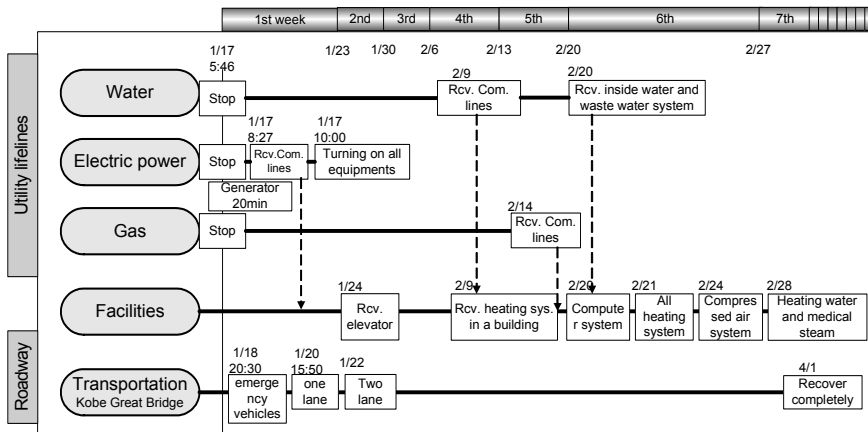 1st week 2nd 3rd 4th 5th 6th 7th
1/17
5:46
1/23 1/30 2/6 2/13 2/20 2/27
Utility lifelines
Water
Stop
2/9
Rcv. Com.
lines
2/20
Rcv. inside water and
waste water system
Electric power
Stop
1/17
8:27
Rcv.Com.
lines
1/17
10:00
Turning on all
equipments
Generator
20min
Gas
Stop
2/14
Rcv. Com.
lines
Facilities
1/24
Rcv.
elevator
2/9
Rcv. heating sys.
in a building
2/20
Compute
r system
2/21
All
heating
system
2/24
Compres
sed air
system
2/28
Heating water
and medical
steam
Roadway
Transportation
Kobe Great Bridge
1/18
20:30
emerge
ncy
vehicles
1/20
15:50
one
lane
1/22
Two
lane
4/1
Recover
completely